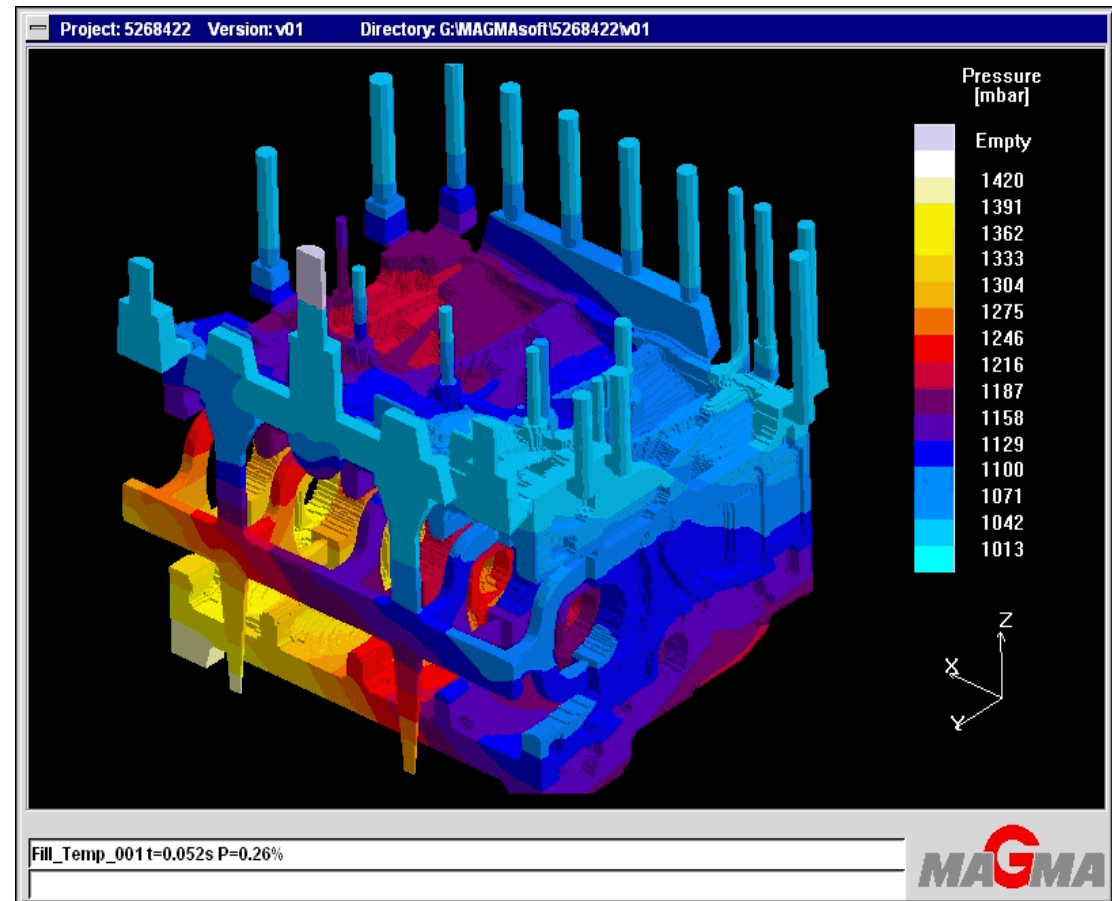 Project: 5268422 Version: v01 Directory: G:\MAGMAsoft\5268422\v01
Pressure
[mbar]
Empty
1420
1391
1362
1333
1304
1275
1246
1216
1187
1158
1129
1100
1071
1042
1013
Z
X
Y
Fill_Temp_001 t=0.052s P=0.26%
MAGMA